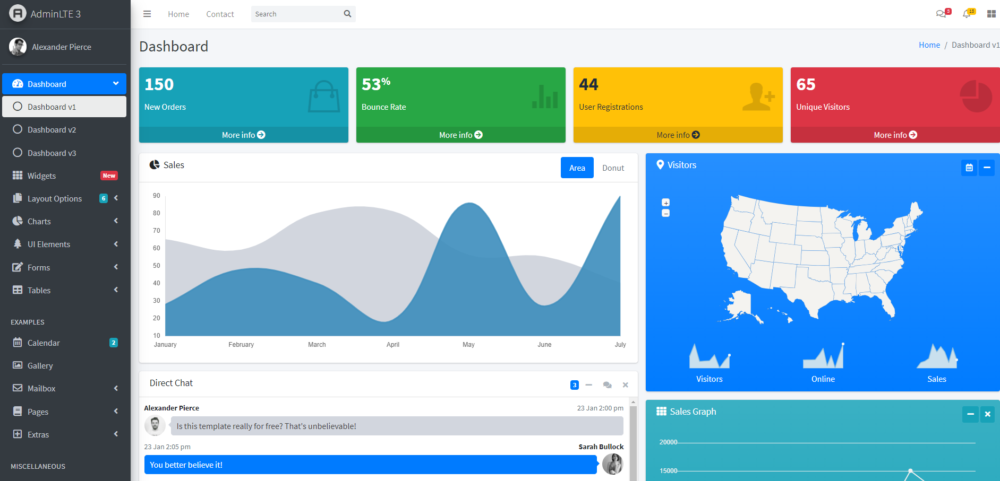 AdminLTE 3
Home
Contact
Search
3
15
Alexander Pierce
Dashboard
Dashboard v1
Dashboard v2
Dashboard v3
Widgets New
Layout Options 6
Charts
UI Elements
Forms
Tables
EXAMPLES
Calendar 2
Gallery
Mailbox
Pages
Extras
MISCELLANEOUS
Dashboard
Home / Dashboard v1
150
New Orders
More info
53%
Bounce Rate
More info
44
User Registrations
More info
65
Unique Visitors
More info
Sales
Area
Donut
90
80
70
60
50
40
30
20
10
January February March April May June July
Visitors
+
−
Visitors
Online
Sales
Direct Chat
3
Alexander Pierce 23 Jan 2:00 pm
Is this template really for free? That's unbelievable!
23 Jan 2:05 pm Sarah Bullock
You better believe it!
Sales Graph
20000
15000